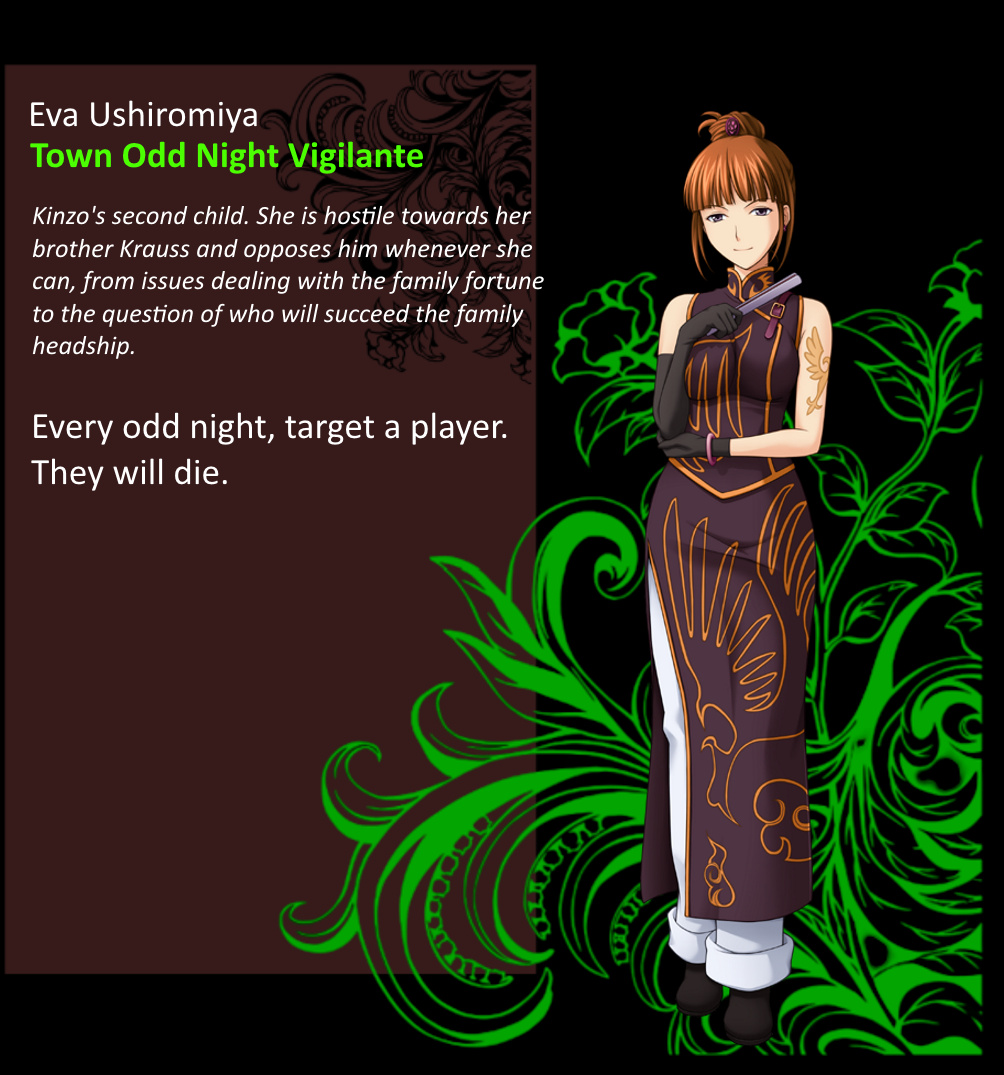 Eva Ushiromiya
Town Odd Night Vigilante
Kinzo's second child. She is hostile towards her
brother Krauss and opposes him whenever she
can, from issues dealing with the family fortune
to the question of who will succeed the family
headship.
Every odd night, target a player.
They will die.